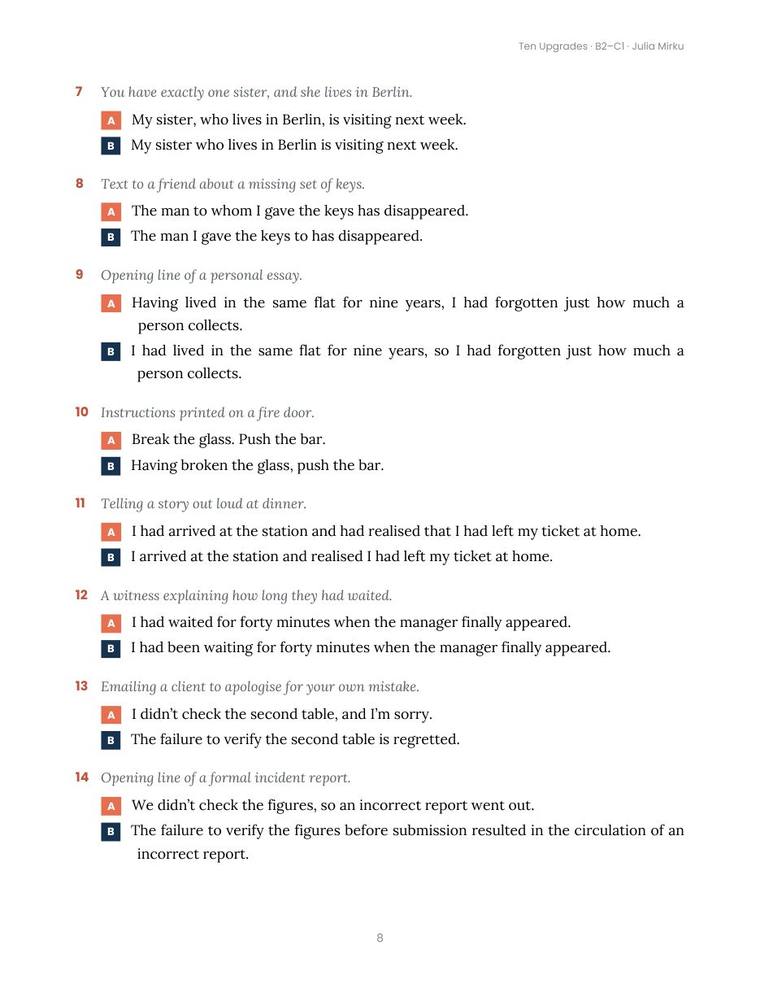 Ten Upgrades · B2–C1 · Julia Mirku
7 You have exactly one sister, and she lives in Berlin.
A My sister, who lives in Berlin, is visiting next week.
B My sister who lives in Berlin is visiting next week.
8 Text to a friend about a missing set of keys.
A The man to whom I gave the keys has disappeared.
B The man I gave the keys to has disappeared.
9 Opening line of a personal essay.
A Having lived in the same flat for nine years, I had forgotten just how much a
person collects.
B I had lived in the same flat for nine years, so I had forgotten just how much a
person collects.
10 Instructions printed on a fire door.
A Break the glass. Push the bar.
B Having broken the glass, push the bar.
11 Telling a story out loud at dinner.
A I had arrived at the station and had realised that I had left my ticket at home.
B I arrived at the station and realised I had left my ticket at home.
12 A witness explaining how long they had waited.
A I had waited for forty minutes when the manager finally appeared.
B I had been waiting for forty minutes when the manager finally appeared.
13 Emailing a client to apologise for your own mistake.
A I didn’t check the second table, and I’m sorry.
B The failure to verify the second table is regretted.
14 Opening line of a formal incident report.
A We didn’t check the figures, so an incorrect report went out.
B The failure to verify the figures before submission resulted in the circulation of an
incorrect report.
8